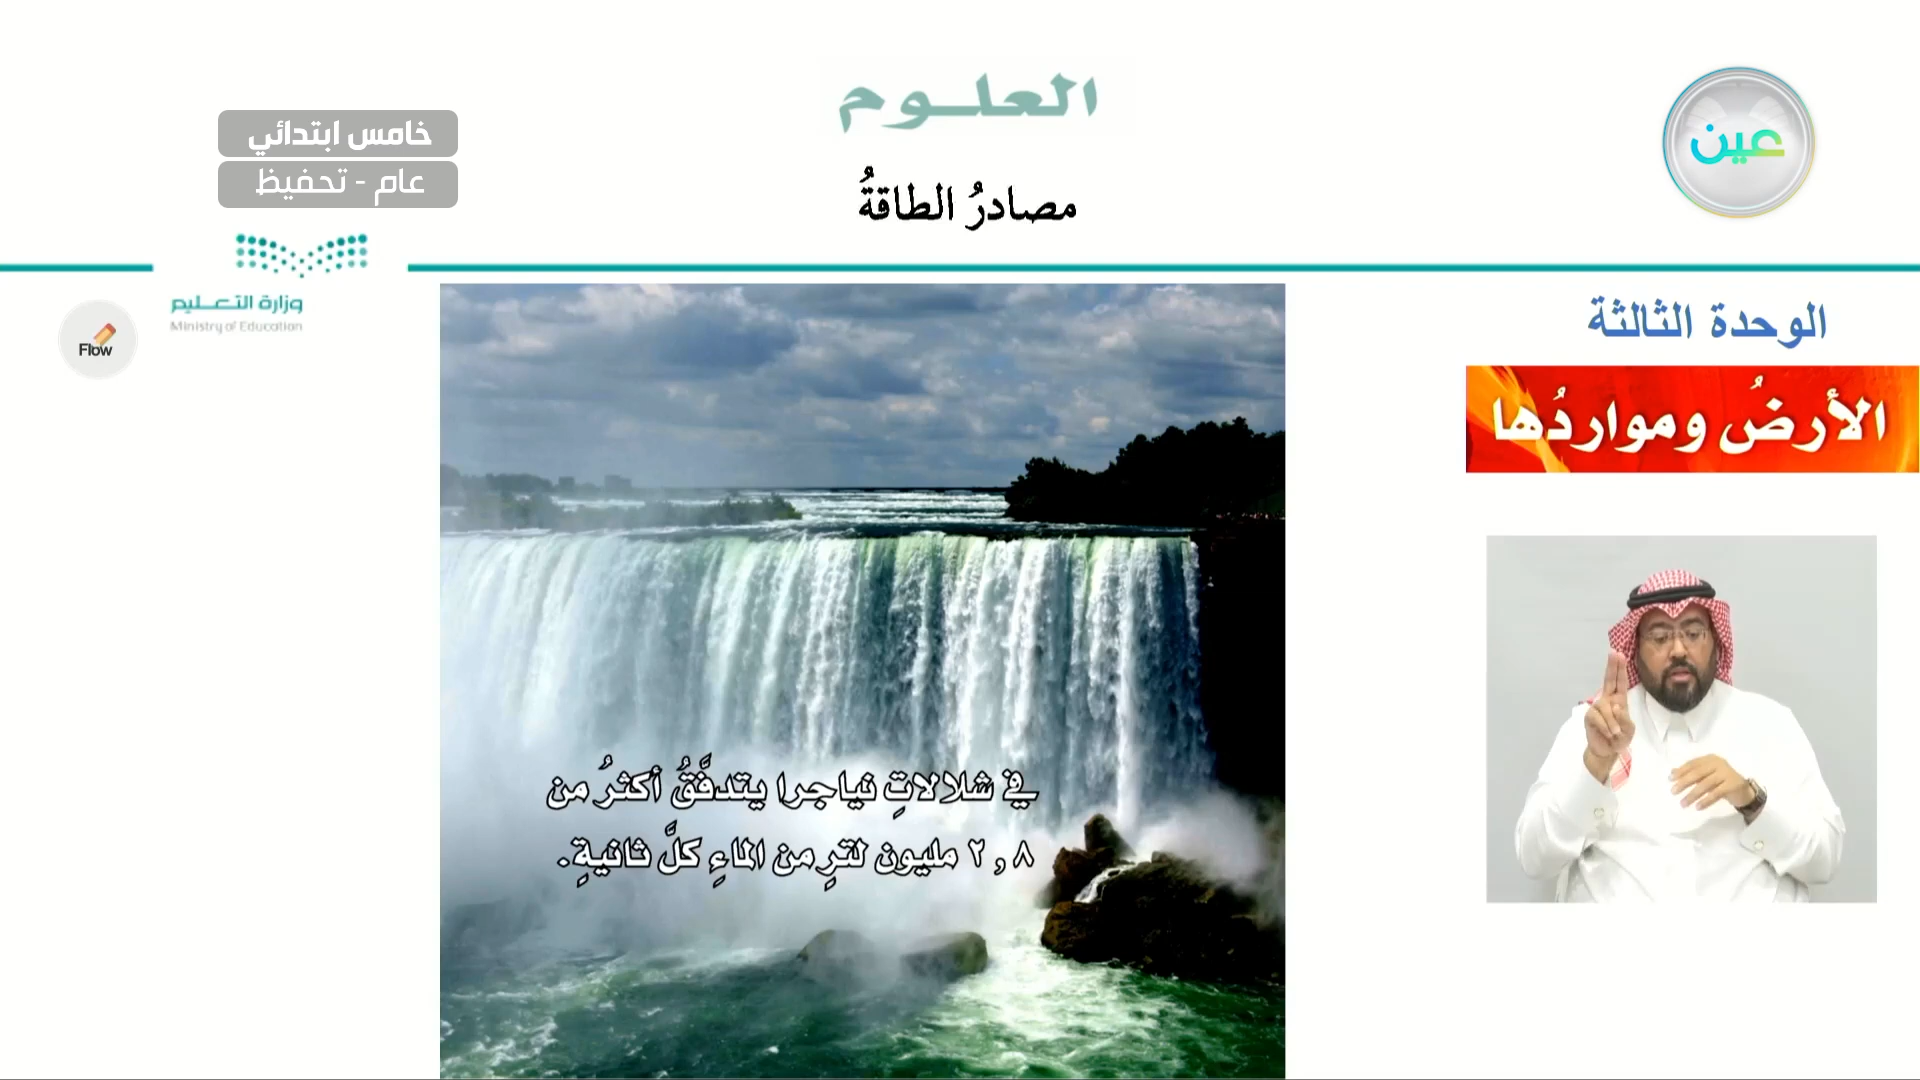 العلوم
مصادرُ الطاقةُ
خامس ابتدائي
عام - تحفيظ
عين
وزارة التعليم
Ministry of Education
Flow
الوحدة الثالثة
الأرضُ ومواردُها
في شلالاتِ نياجرا يتدفَّقُ أكثرُ من
٢,٨ مليون لترٍ من الماءِ كلَّ ثانيةٍ.